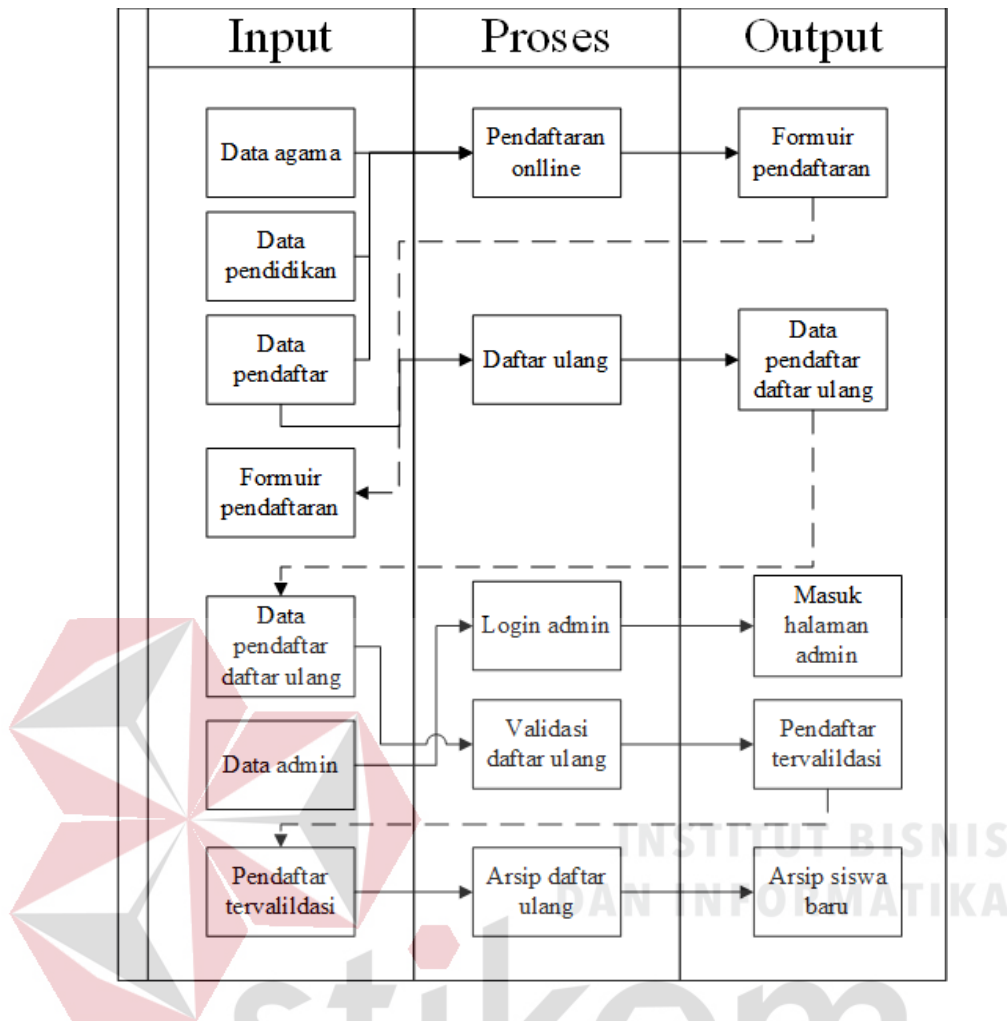 Input
Proses
Output
Data agama
Pendaftaran
onlline
Formuir
pendaftaran
Data
pendidikan
Data
pendaftar
Daftar ulang
Data
pendaftar
daftar ulang
Formuir
pendaftaran
Data
pendaftar
daftar ulang
Login admin
Masuk
halaman
admin
Data admin
Validasi
daftar ulang
Pendaftar
tervalildasi
Pendaftar
tervalildasi
Arsip daftar
ulang
Arsip siswa
baru
INSTITUT BISNIS
DAN INFORMATIKA
stikom